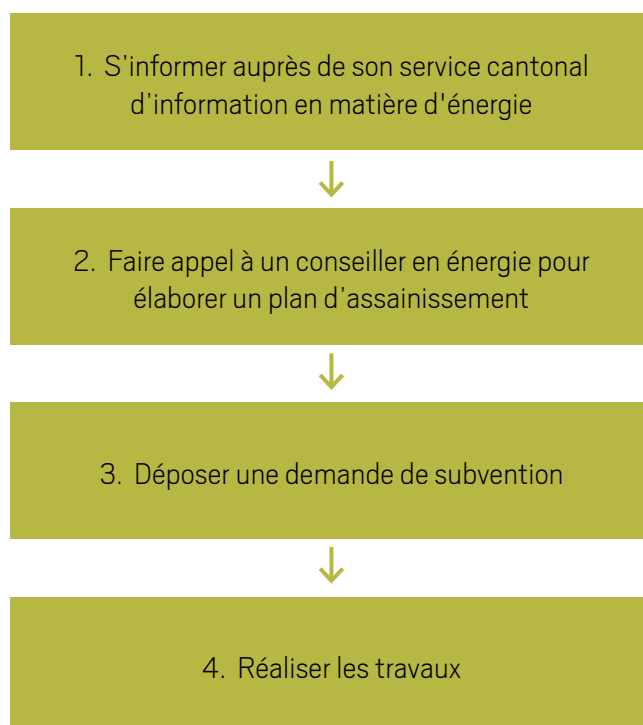 1. S’informer auprès de son service cantonal
d’information en matière d'énergie
2. Faire appel à un conseiller en énergie pour
élaborer un plan d’assainissement
3. Déposer une demande de subvention
4. Réaliser les travaux